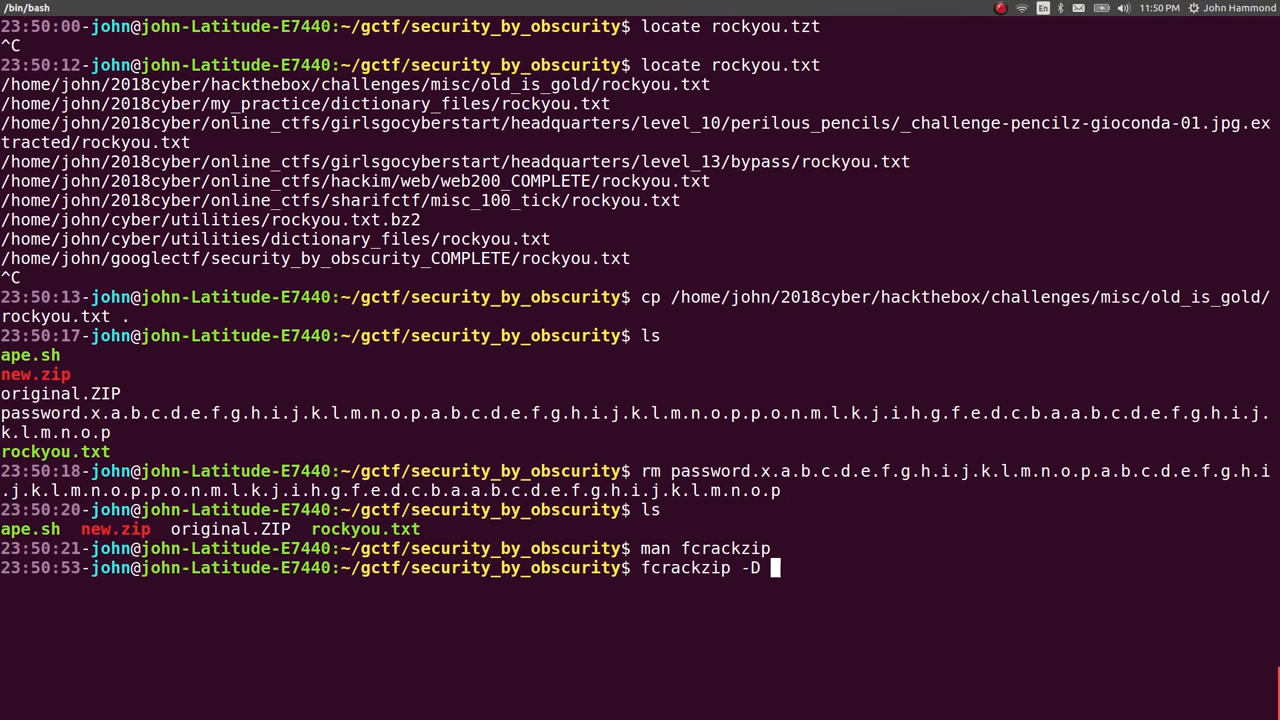 /bin/bash
En
11:50 PM
John Hammond
23:50:00-john@john-Latitude-E7440:~/gctf/security_by_obscurity$ locate rockyou.tzt
^C
23:50:12-john@john-Latitude-E7440:~/gctf/security_by_obscurity$ locate rockyou.txt
/home/john/2018cyber/hackthebox/challenges/misc/old_is_gold/rockyou.txt
/home/john/2018cyber/my_practice/dictionary_files/rockyou.txt
/home/john/2018cyber/online_ctfs/girlsgocyberstart/headquarters/level_10/perilous_pencils/_challenge-pencilz-gioconda-01.jpg.ex
tracted/rockyou.txt
/home/john/2018cyber/online_ctfs/girlsgocyberstart/headquarters/level_13/bypass/rockyou.txt
/home/john/2018cyber/online_ctfs/hackim/web/web200_COMPLETE/rockyou.txt
/home/john/2018cyber/online_ctfs/sharifctf/misc_100_tick/rockyou.txt
/home/john/cyber/utilities/rockyou.txt.bz2
/home/john/cyber/utilities/dictionary_files/rockyou.txt
/home/john/googlectf/security_by_obscurity_COMPLETE/rockyou.txt
^C
23:50:13-john@john-Latitude-E7440:~/gctf/security_by_obscurity$ cp /home/john/2018cyber/hackthebox/challenges/misc/old_is_gold/
rockyou.txt .
23:50:17-john@john-Latitude-E7440:~/gctf/security_by_obscurity$ ls
ape.sh
new.zip
original.ZIP
password.x.a.b.c.d.e.f.g.h.i.j.k.l.m.n.o.p.a.b.c.d.e.f.g.h.i.j.k.l.m.n.o.p.p.o.n.m.l.k.j.i.h.g.f.e.d.c.b.a.a.b.c.d.e.f.g.h.i.j.
k.l.m.n.o.p
rockyou.txt
23:50:18-john@john-Latitude-E7440:~/gctf/security_by_obscurity$ rm password.x.a.b.c.d.e.f.g.h.i.j.k.l.m.n.o.p.a.b.c.d.e.f.g.h.i
.j.k.l.m.n.o.p.p.o.n.m.l.k.j.i.h.g.f.e.d.c.b.a.a.b.c.d.e.f.g.h.i.j.k.l.m.n.o.p
23:50:20-john@john-Latitude-E7440:~/gctf/security_by_obscurity$ ls
ape.sh  new.zip  original.ZIP  rockyou.txt
23:50:21-john@john-Latitude-E7440:~/gctf/security_by_obscurity$ man fcrackzip
23:50:53-john@john-Latitude-E7440:~/gctf/security_by_obscurity$ fcrackzip -D